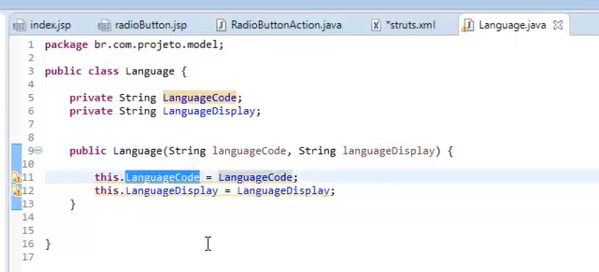 index.jsp radioButton.jsp RadioButtonAction.java *struts.xml Language.java
1 package br.com.projeto.model;
2
3 public class Language {
4
5 private String LanguageCode;
6 private String LanguageDisplay;
7
8
9 public Language(String languageCode, String languageDisplay) {
10
11 this.LanguageCode = LanguageCode;
12 this.LanguageDisplay = LanguageDisplay;
13 }
14
15
16 }
17